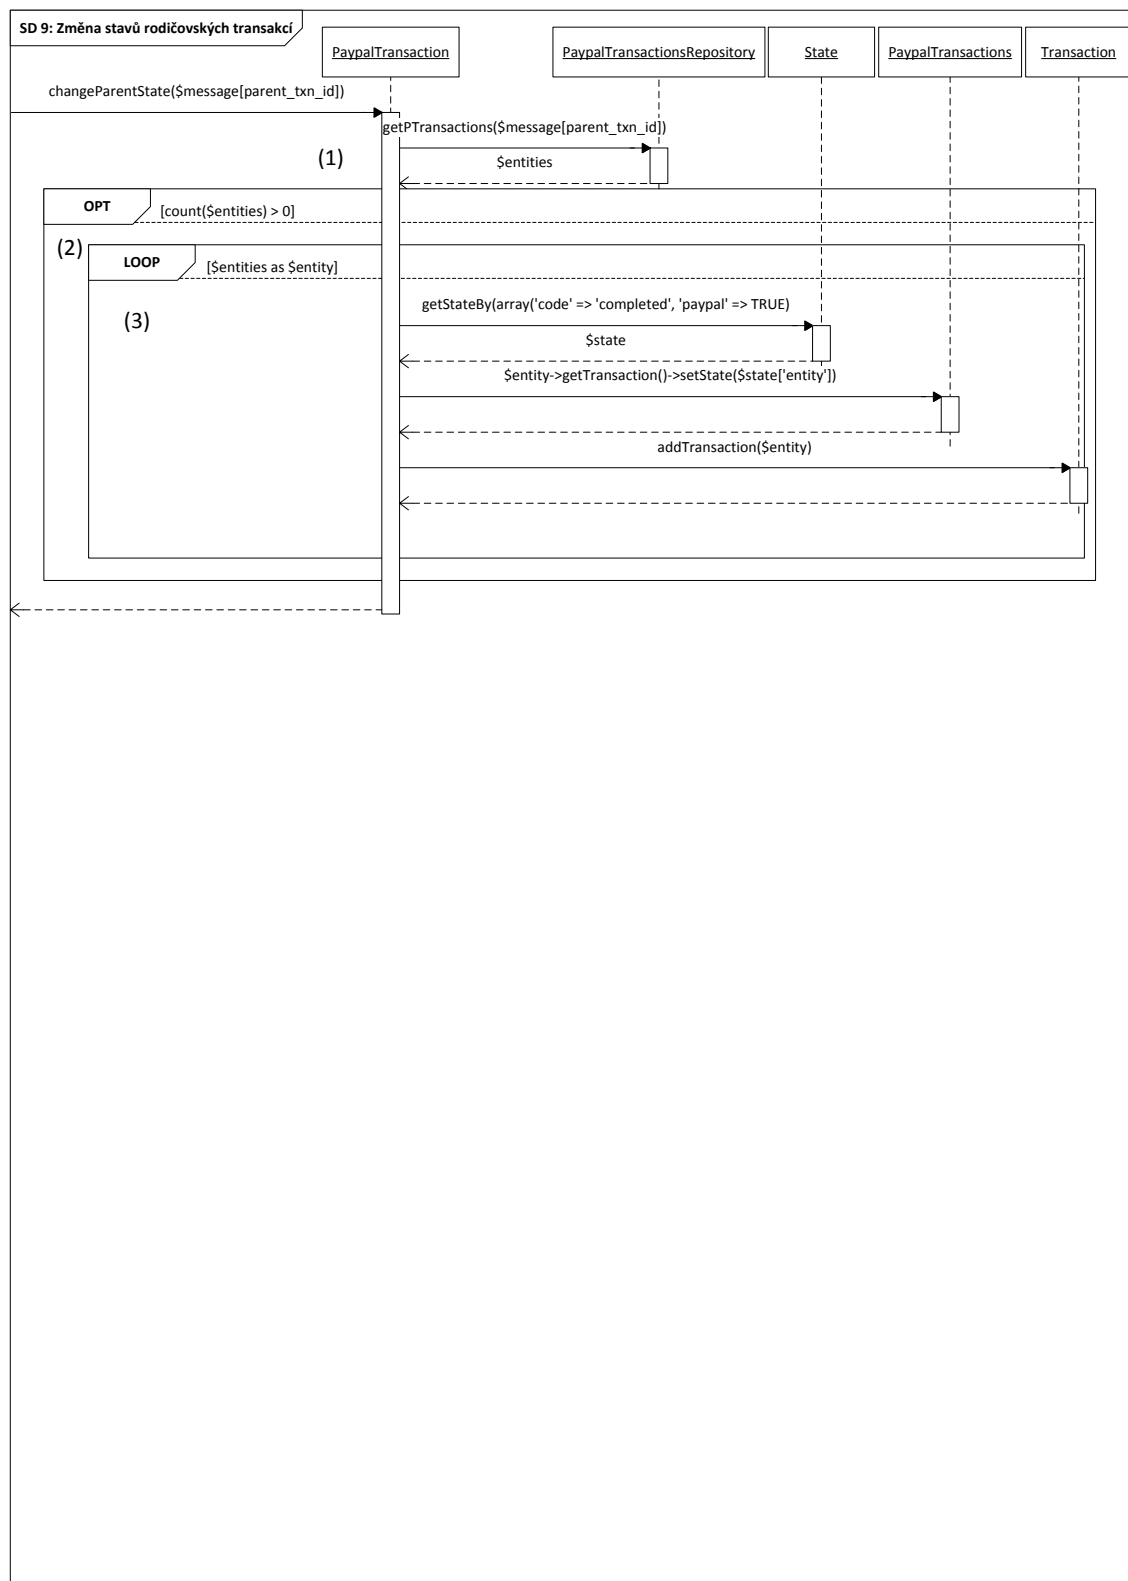 SD 9: Změna stavů rodičovských transakcí
PaypalTransaction
PaypalTransactionsRepository
State
PaypalTransactions
Transaction
changeParentState($message[parent_txn_id])
getPTransactions($message[parent_txn_id])
(1)
$entities
OPT
[count($entities) > 0]
(2)
LOOP
[$entities as $entity]
getStateBy(array('code' => 'completed', 'paypal' => TRUE)
(3)
$state
$entity->getTransaction()->setState($state['entity'])
addTransaction($entity)